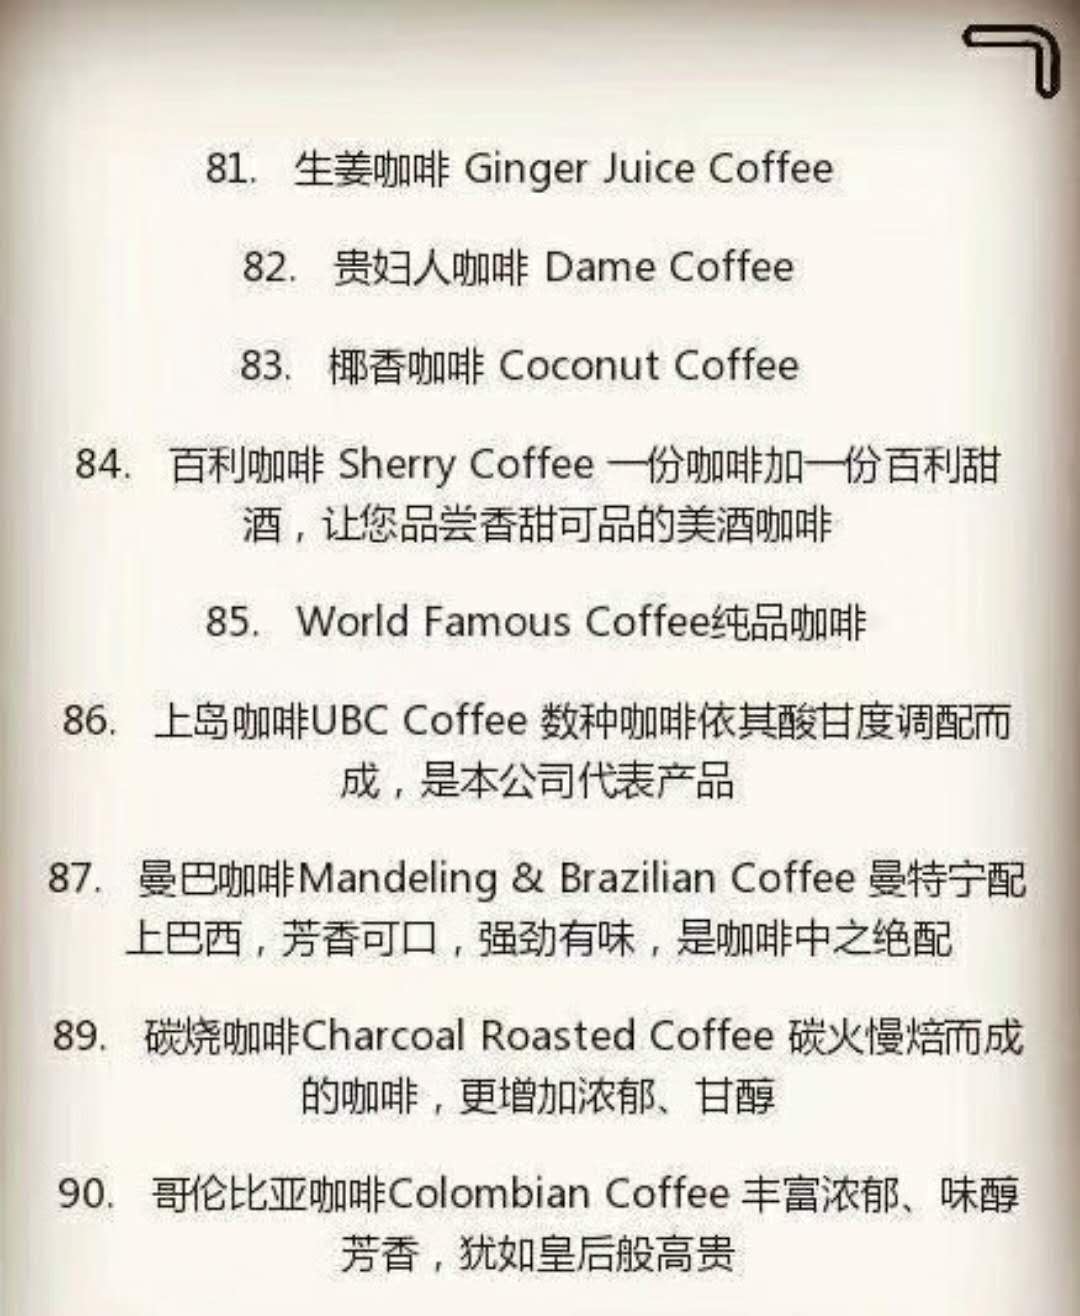 81. 生姜咖啡 Ginger Juice Coffee
82. 贵妇人咖啡 Dame Coffee
83. 椰香咖啡 Coconut Coffee
84. 百利咖啡 Sherry Coffee 一份咖啡加一份百利甜
酒，让您品尝香甜可品的美酒咖啡
85. World Famous Coffee纯品咖啡
86. 上岛咖啡UBC Coffee 数种咖啡依其酸甘度调配而
成，是本公司代表产品
87. 曼巴咖啡Mandeling & Brazilian Coffee 曼特宁配
上巴西，芳香可口，强劲有味，是咖啡中之绝配
89. 碳烧咖啡Charcoal Roasted Coffee 碳火慢焙而成
的咖啡，更增加浓郁、甘醇
90. 哥伦比亚咖啡Colombian Coffee 丰富浓郁、味醇
芳香，犹如皇后般高贵